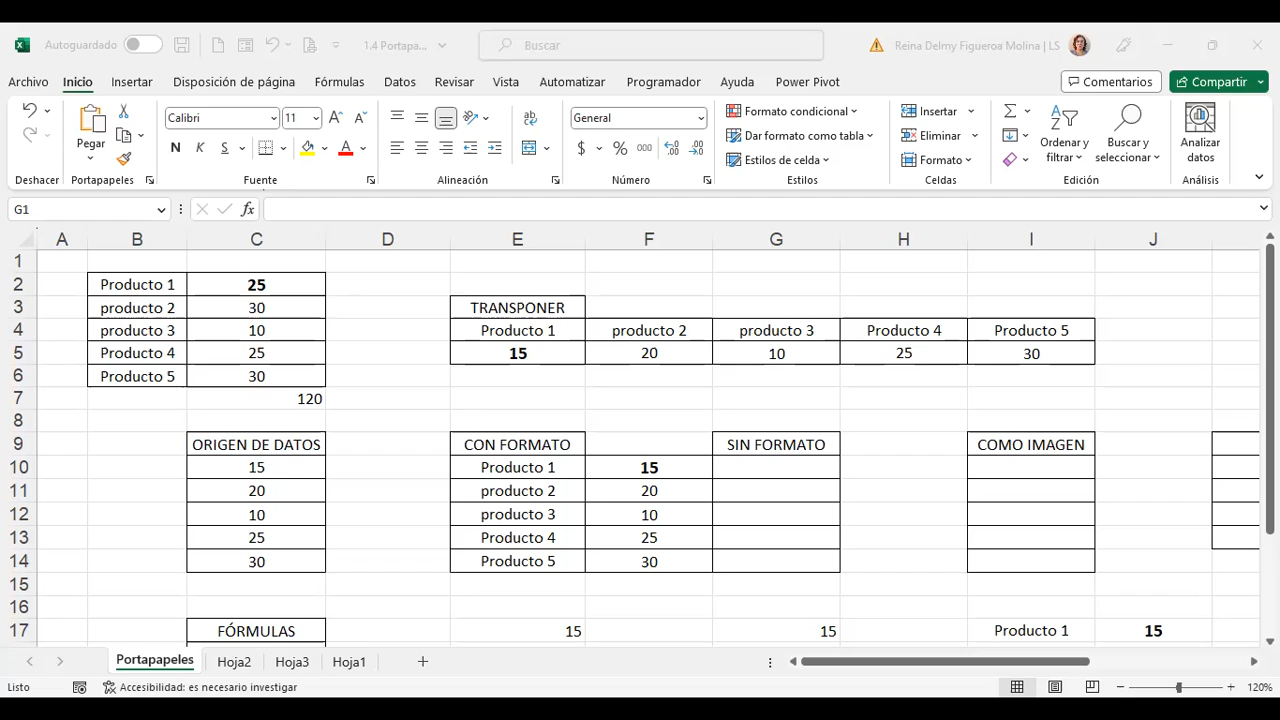 Autoguardado 1.4 Portapa... Buscar Reina Delmy Figueroa Molina | LS
Archivo Inicio Insertar Disposición de página Fórmulas Datos Revisar Vista Automatizar Programador Ayuda Power Pivot Comentarios Compartir
Pegar Calibri 11 General Formato condicional Insertar Ordenar y filtrar Buscar y seleccionar Analizar datos
N K S A $ % 000 Dar formato como tabla Eliminar
Estilos de celda Formato
Deshacer Portapapeles Fuente Alineación Número Estilos Celdas Edición Análisis
G1 fx
A B C D E F G H I J
1
2 Producto 1 25
3 producto 2 30 TRANSPONER
4 producto 3 10 Producto 1 producto 2 producto 3 Producto 4 Producto 5
5 Producto 4 25 15 20 10 25 30
6 Producto 5 30
7 120
8
9 ORIGEN DE DATOS CON FORMATO SIN FORMATO COMO IMAGEN
10 15 Producto 1 15
11 20 producto 2 20
12 10 producto 3 10
13 25 Producto 4 25
14 30 Producto 5 30
15
16
17 FÓRMULAS 15 15 Producto 1 15
Portapapeles Hoja2 Hoja3 Hoja1
Listo Accesibilidad: es necesario investigar 120%